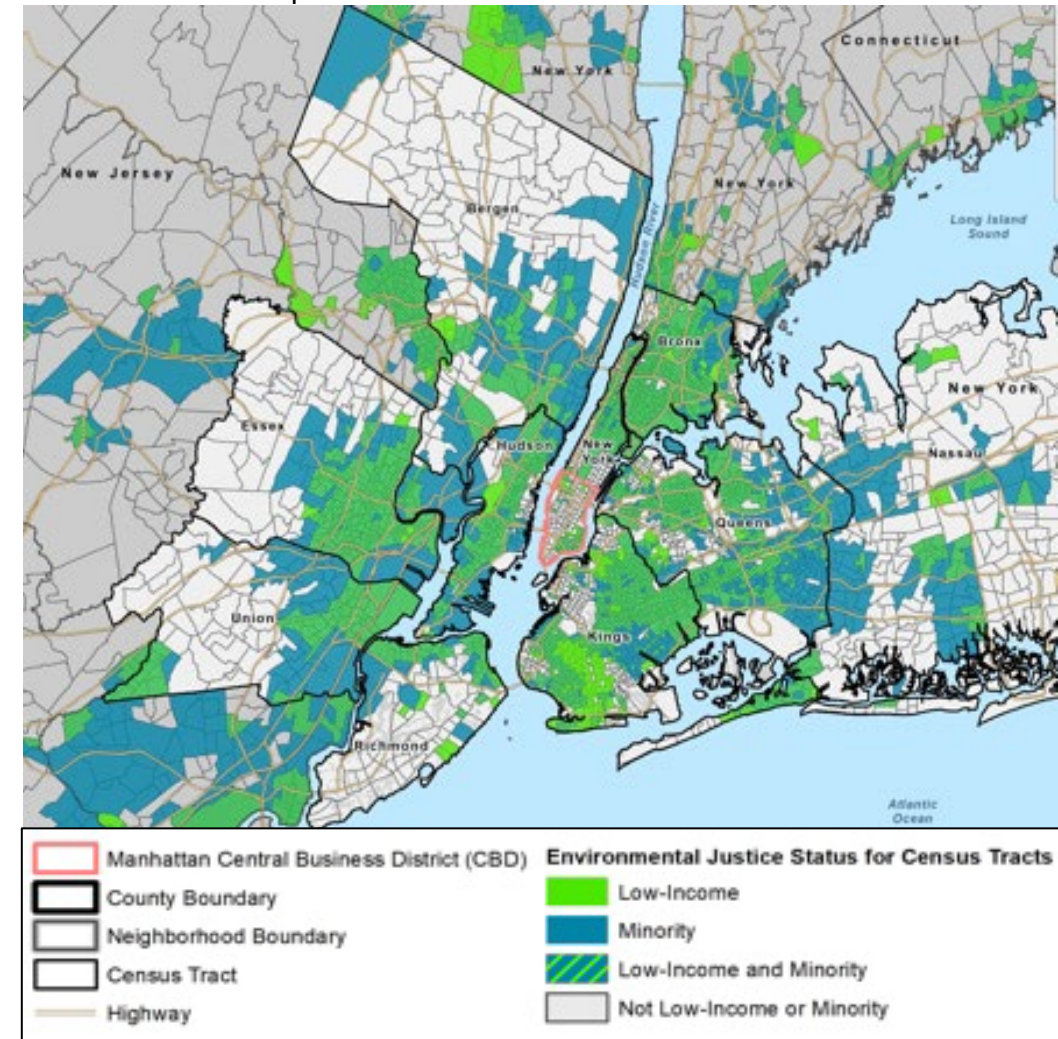 Connecticut
New York
New Jersey
Bergen
New York
Hudson River
Long Island
Sound
Bronx
New York
Essex
Hudson
New
York
Nassau
Queens
Union
Kings
Richmond
Atlantic
Ocean
Manhattan Central Business District (CBD)
County Boundary
Neighborhood Boundary
Census Tract
Highway
Environmental Justice Status for Census Tracts
Low-Income
Minority
Low-Income and Minority
Not Low-Income or Minority